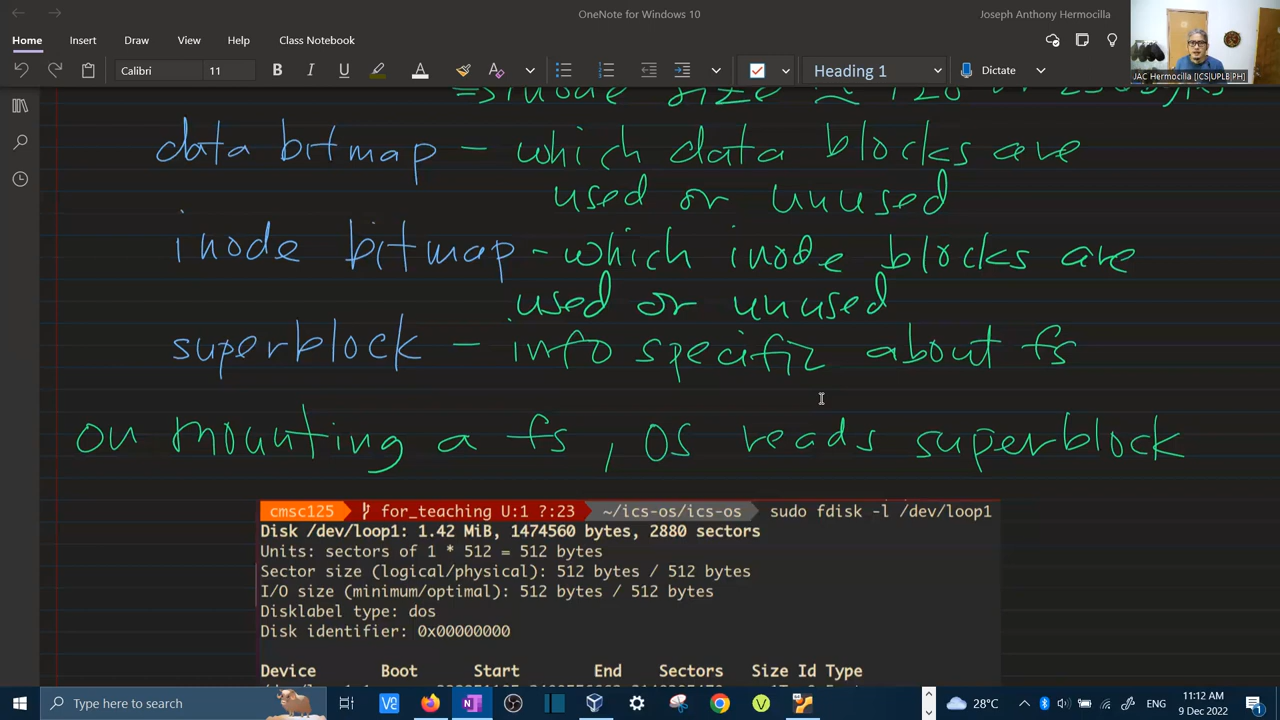 OneNote for Windows 10
Joseph Anthony Hermocilla
Home Insert Draw View Help Class Notebook
Calibri 11 B I U A Heading 1 Dictate
JAC Hermocilla [ICS|UPLB|PH]
inode size ≈ 128 or 256 bytes
data bitmap - which data blocks are
used or unused
inode bitmap - which inode blocks are
used or unused
superblock - info specific about fs
on mounting a fs, OS reads superblock
cmsc125 for_teaching U:1 ?:23 ~/ics-os/ics-os sudo fdisk -l /dev/loop1
Disk /dev/loop1: 1.42 MiB, 1474560 bytes, 2880 sectors
Units: sectors of 1 * 512 = 512 bytes
Sector size (logical/physical): 512 bytes / 512 bytes
I/O size (minimum/optimal): 512 bytes / 512 bytes
Disklabel type: dos
Disk identifier: 0x00000000
Device Boot Start End Sectors Size Id Type
Type here to search
28°C
11:12 AM
9 Dec 2022